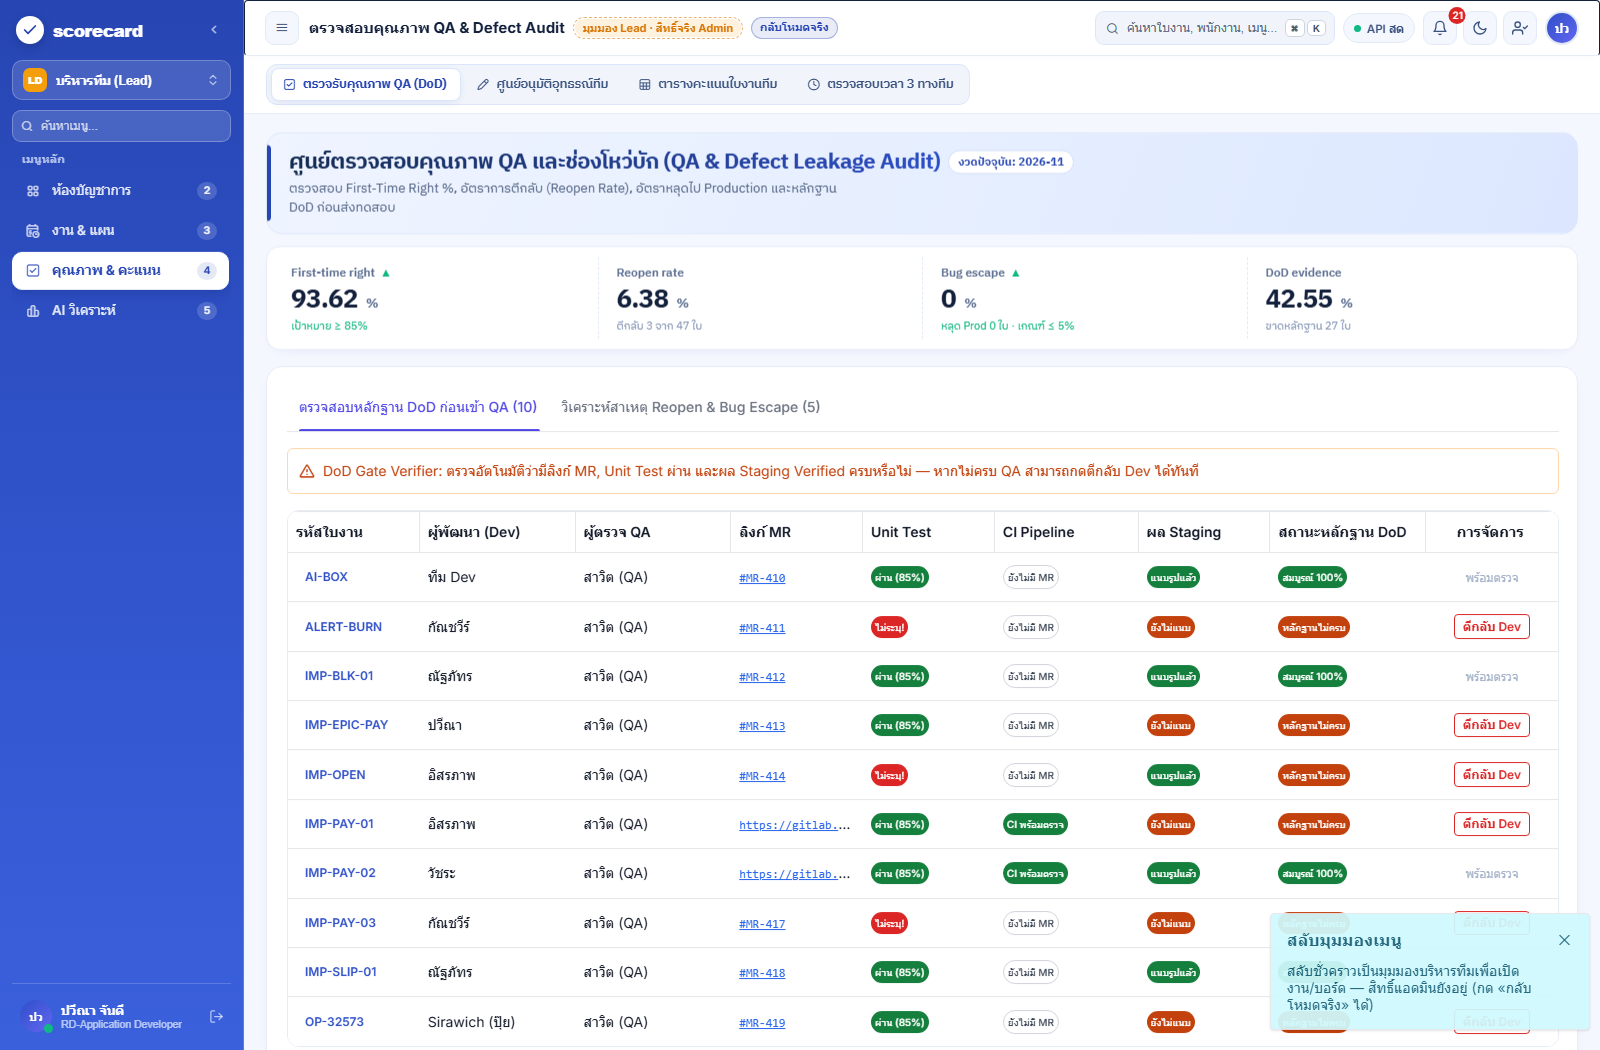 scorecard
LD บริหารทีม (Lead)
ค้นหาเมนู...
เมนูหลัก
ห้องบัญชาการ 2
งาน & แผน 3
คุณภาพ & คะแนน 4
AI วิเคราะห์ 5
ปว ปวีณา จันดี
RD-Application Developer
ตรวจสอบคุณภาพ QA & Defect Audit มุมมอง Lead · สิทธิ์จริง Admin กลับโหมดจริง
ค้นหาใบงาน, พนักงาน, เมนู... ⌘ K API สด 21 ปว
ตรวจรับคุณภาพ QA (DoD) ศูนย์อนุมัติอุทธรณ์ทีม ตารางคะแนนใบงานทีม ตรวจสอบเวลา 3 ทางทีม
ศูนย์ตรวจสอบคุณภาพ QA และช่องโหว่บั๊ก (QA & Defect Leakage Audit) งวดปัจจุบัน: 2026-11
ตรวจสอบ First-Time Right %, อัตราการตีกลับ (Reopen Rate), อัตราหลุดไป Production และหลักฐาน
DoD ก่อนส่งทดสอบ
First-time right ▲ Reopen rate Bug escape ▲ DoD evidence
93.62 % 6.38 % 0 % 42.55 %
เป้าหมาย ≥ 85% ตีกลับ 3 จาก 47 ใบ หลุด Prod 0 ใบ · เกณฑ์ ≤ 5% ขาดหลักฐาน 27 ใบ
ตรวจสอบหลักฐาน DoD ก่อนเข้า QA (10) วิเคราะห์สาเหตุ Reopen & Bug Escape (5)
DoD Gate Verifier: ตรวจอัตโนมัติว่ามีลิงก์ MR, Unit Test ผ่าน และผล Staging Verified ครบหรือไม่ — หากไม่ครบ QA สามารถกดตีกลับ Dev ได้ทันที
รหัสใบงาน ผู้พัฒนา (Dev) ผู้ตรวจ QA ลิงก์ MR Unit Test CI Pipeline ผล Staging สถานะหลักฐาน DoD การจัดการ
AI-BOX ทีม Dev สาวิต (QA) #MR-410 ผ่าน (85%) ยังไม่มี MR แนบรูปแล้ว สมบูรณ์ 100% พร้อมตรวจ
ALERT-BURN กัณชวีร์ สาวิต (QA) #MR-411 ไม่ระบุ! ยังไม่มี MR ยังไม่แนบ หลักฐานไม่ครบ ตีกลับ Dev
IMP-BLK-01 ณัฐภัทร สาวิต (QA) #MR-412 ผ่าน (85%) ยังไม่มี MR แนบรูปแล้ว สมบูรณ์ 100% พร้อมตรวจ
IMP-EPIC-PAY ปวีณา สาวิต (QA) #MR-413 ผ่าน (85%) ยังไม่มี MR ยังไม่แนบ หลักฐานไม่ครบ ตีกลับ Dev
IMP-OPEN อิสรภาพ สาวิต (QA) #MR-414 ไม่ระบุ! ยังไม่มี MR แนบรูปแล้ว หลักฐานไม่ครบ ตีกลับ Dev
IMP-PAY-01 อิสรภาพ สาวิต (QA) https://gitlab.... ผ่าน (85%) CI พร้อมตรวจ ยังไม่แนบ หลักฐานไม่ครบ ตีกลับ Dev
IMP-PAY-02 วัชระ สาวิต (QA) https://gitlab.... ผ่าน (85%) CI พร้อมตรวจ แนบรูปแล้ว สมบูรณ์ 100% พร้อมตรวจ
IMP-PAY-03 กัณชวีร์ สาวิต (QA) #MR-417 ไม่ระบุ! ยังไม่มี MR ยังไม่แนบ หลักฐานไม่ครบ ตีกลับ Dev
IMP-SLIP-01 ณัฐภัทร สาวิต (QA) #MR-418 ผ่าน (85%) ยังไม่มี MR แนบรูปแล้ว
OP-32573 Sirawich (ปุ้ย) สาวิต (QA) #MR-419 ผ่าน (85%) ยังไม่มี MR ยังไม่แนบ หลักฐานไม่ครบ ตีกลับ Dev
สลับมุมมองเมนู
สลับชั่วคราวเป็นมุมมองบริหารทีมเพื่อเปิด
งาน/บอร์ด — สิทธิ์แอดมินยังอยู่ (กด «กลับ
โหมดจริง» ได้)